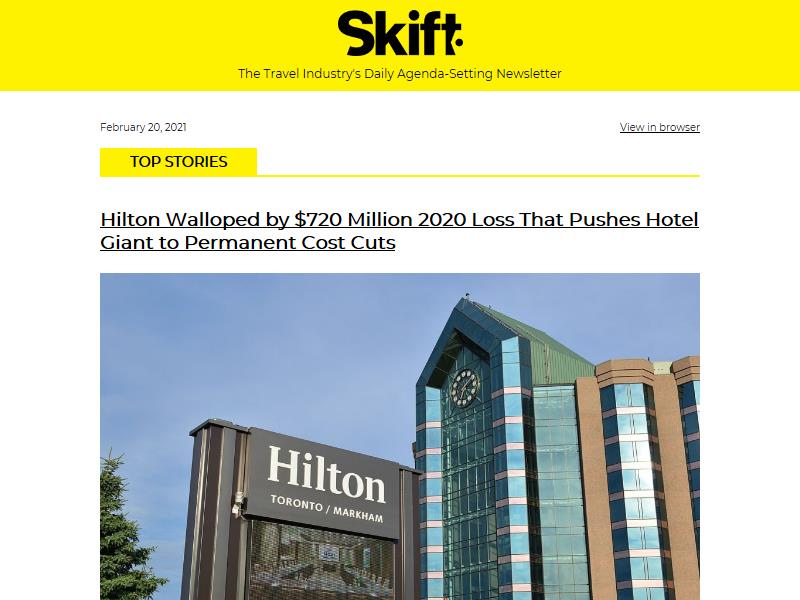 Skift
The Travel Industry's Daily Agenda-Setting Newsletter
February 20, 2021
View in browser
TOP STORIES
Hilton Walloped by $720 Million 2020 Loss That Pushes Hotel
Giant to Permanent Cost Cuts
Hilton
TORONTO / MARKHAM